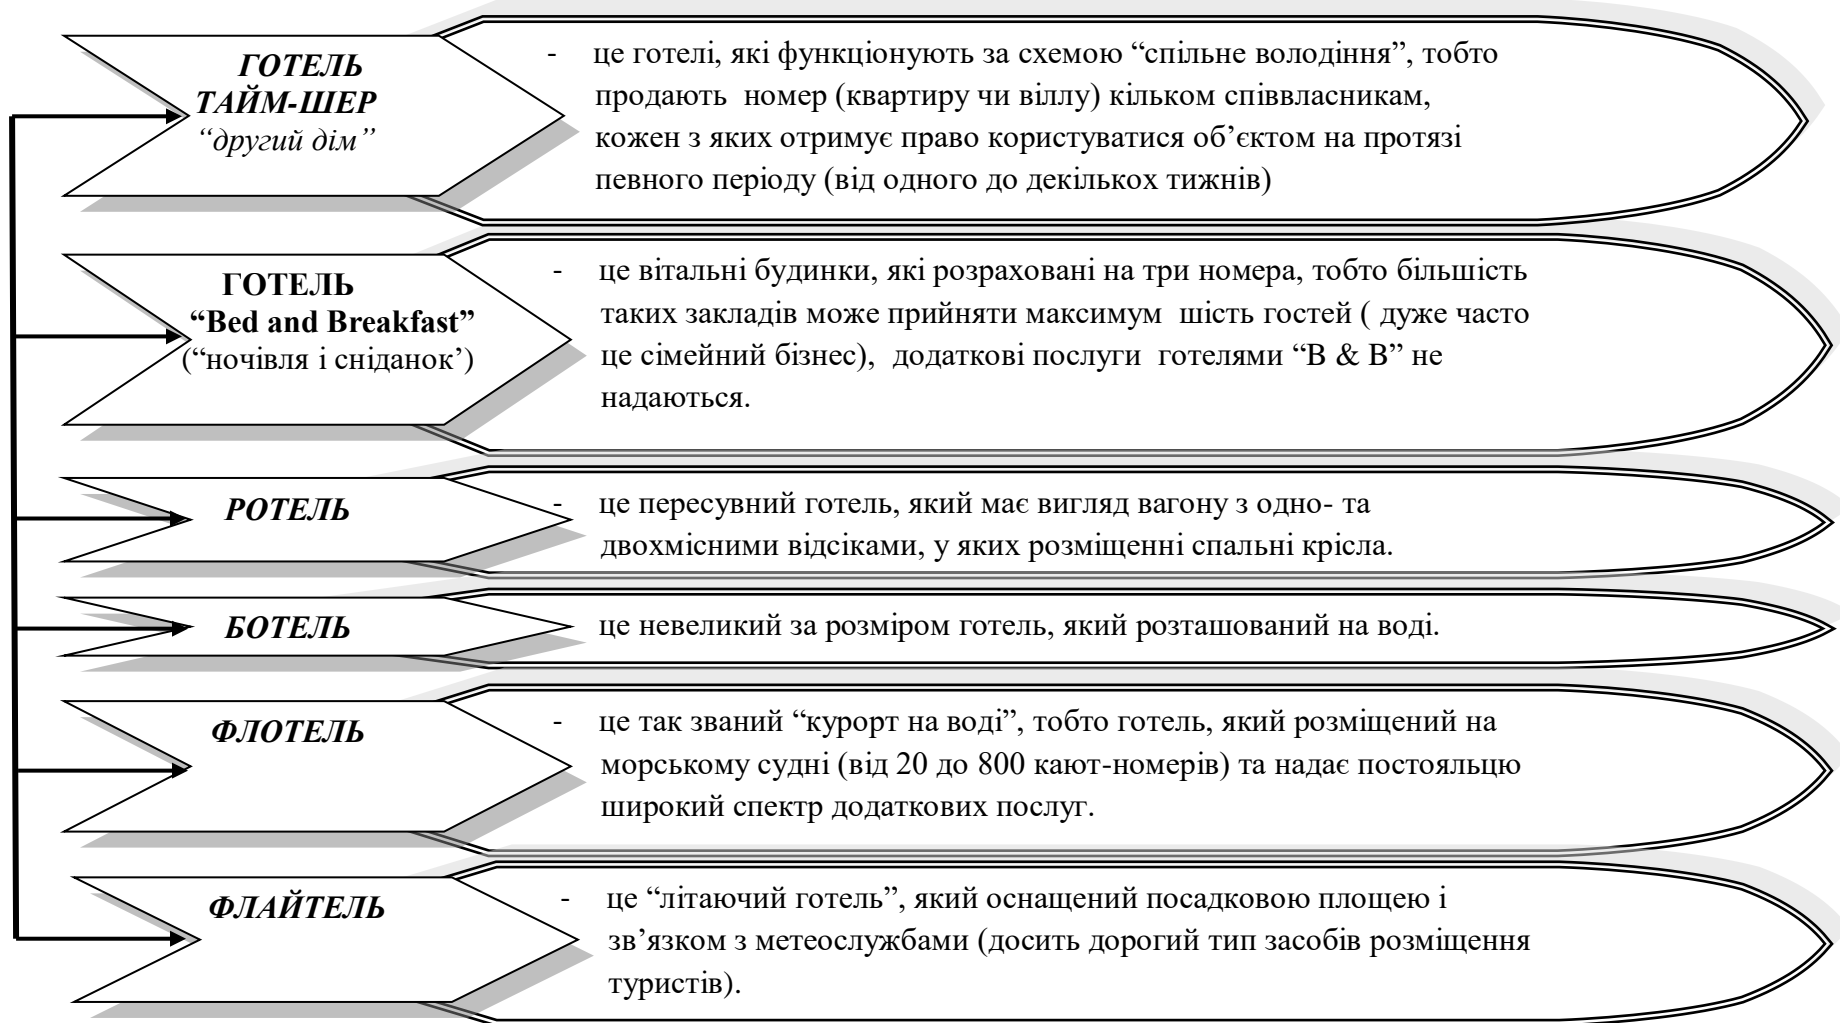 ГОТЕЛЬ
ТАЙМ-ШЕР
“другий дім”
- це готелі, які функціонують за схемою “спільне володіння”, тобто
продають номер (квартиру чи віллу) кільком співвласникам,
кожен з яких отримує право користуватися об’єктом на протязі
певного періоду (від одного до декількох тижнів)
ГОТЕЛЬ
“Bed and Breakfast”
(“ночівля і сніданок’)
- це вітальні будинки, які розраховані на три номера, тобто більшість
таких закладів може прийняти максимум шість гостей ( дуже часто
це сімейний бізнес), додаткові послуги готелями “B & B” не
надаються.
РОТЕЛЬ
- це пересувний готель, який має вигляд вагону з одно- та
двохмісними відсіками, у яких розміщенні спальні крісла.
БОТЕЛЬ
- це невеликий за розміром готель, який розташований на воді.
ФЛОТЕЛЬ
- це так званий “курорт на воді”, тобто готель, який розміщений на
морському судні (від 20 до 800 кают-номерів) та надає постояльцю
широкий спектр додаткових послуг.
ФЛАЙТЕЛЬ
- це “літаючий готель”, який оснащений посадковою площею і
зв’язком з метеослужбами (досить дорогий тип засобів розміщення
туристів).